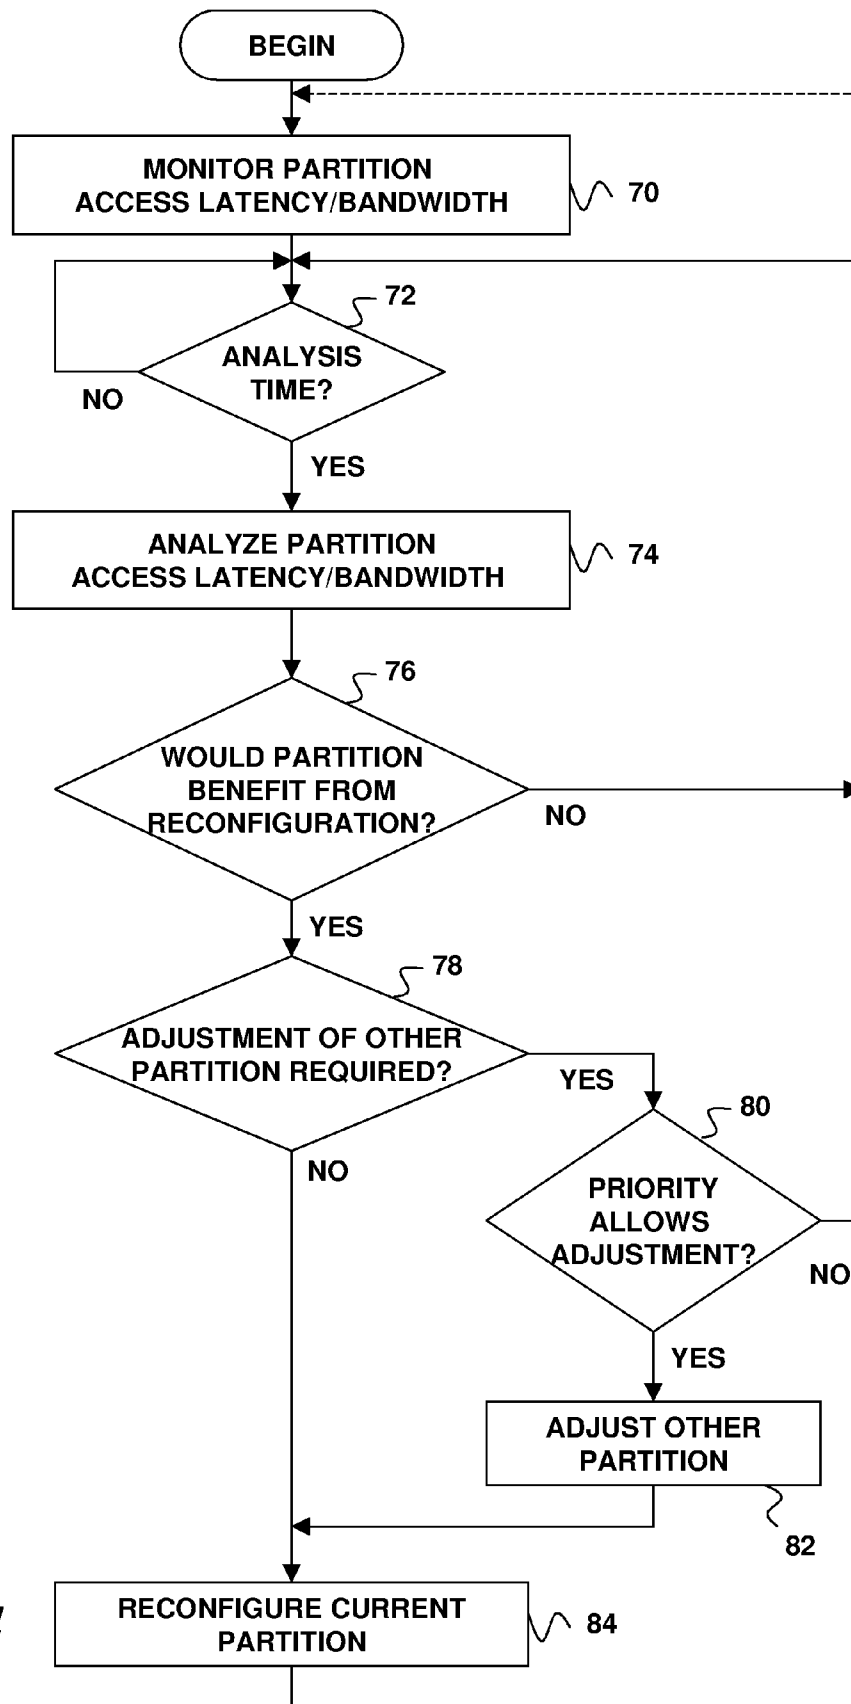 BEGIN
MONITOR PARTITION
ACCESS LATENCY/BANDWIDTH
70
72
ANALYSIS
TIME?
NO
YES
ANALYZE PARTITION
ACCESS LATENCY/BANDWIDTH
74
76
WOULD PARTITION
BENEFIT FROM
RECONFIGURATION?
NO
YES
78
ADJUSTMENT OF OTHER
PARTITION REQUIRED?
YES
80
NO
PRIORITY
ALLOWS
ADJUSTMENT?
NO
YES
ADJUST OTHER
PARTITION
82
RECONFIGURE CURRENT
PARTITION
84